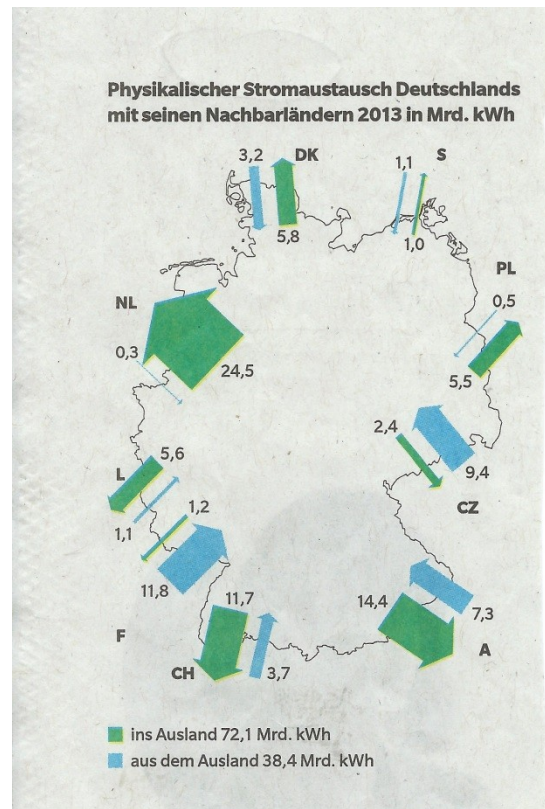 Physikalischer Stromaustausch Deutschlands
mit seinen Nachbarländern 2013 in Mrd. kWh
3,2
DK
5,8
1,1
S
1,0
PL
0,5
5,5
NL
0,3
24,5
2,4
9,4
CZ
L
5,6
1,1
1,2
11,8
F
11,7
CH
3,7
14,4
7,3
A
ins Ausland 72,1 Mrd. kWh
aus dem Ausland 38,4 Mrd. kWh